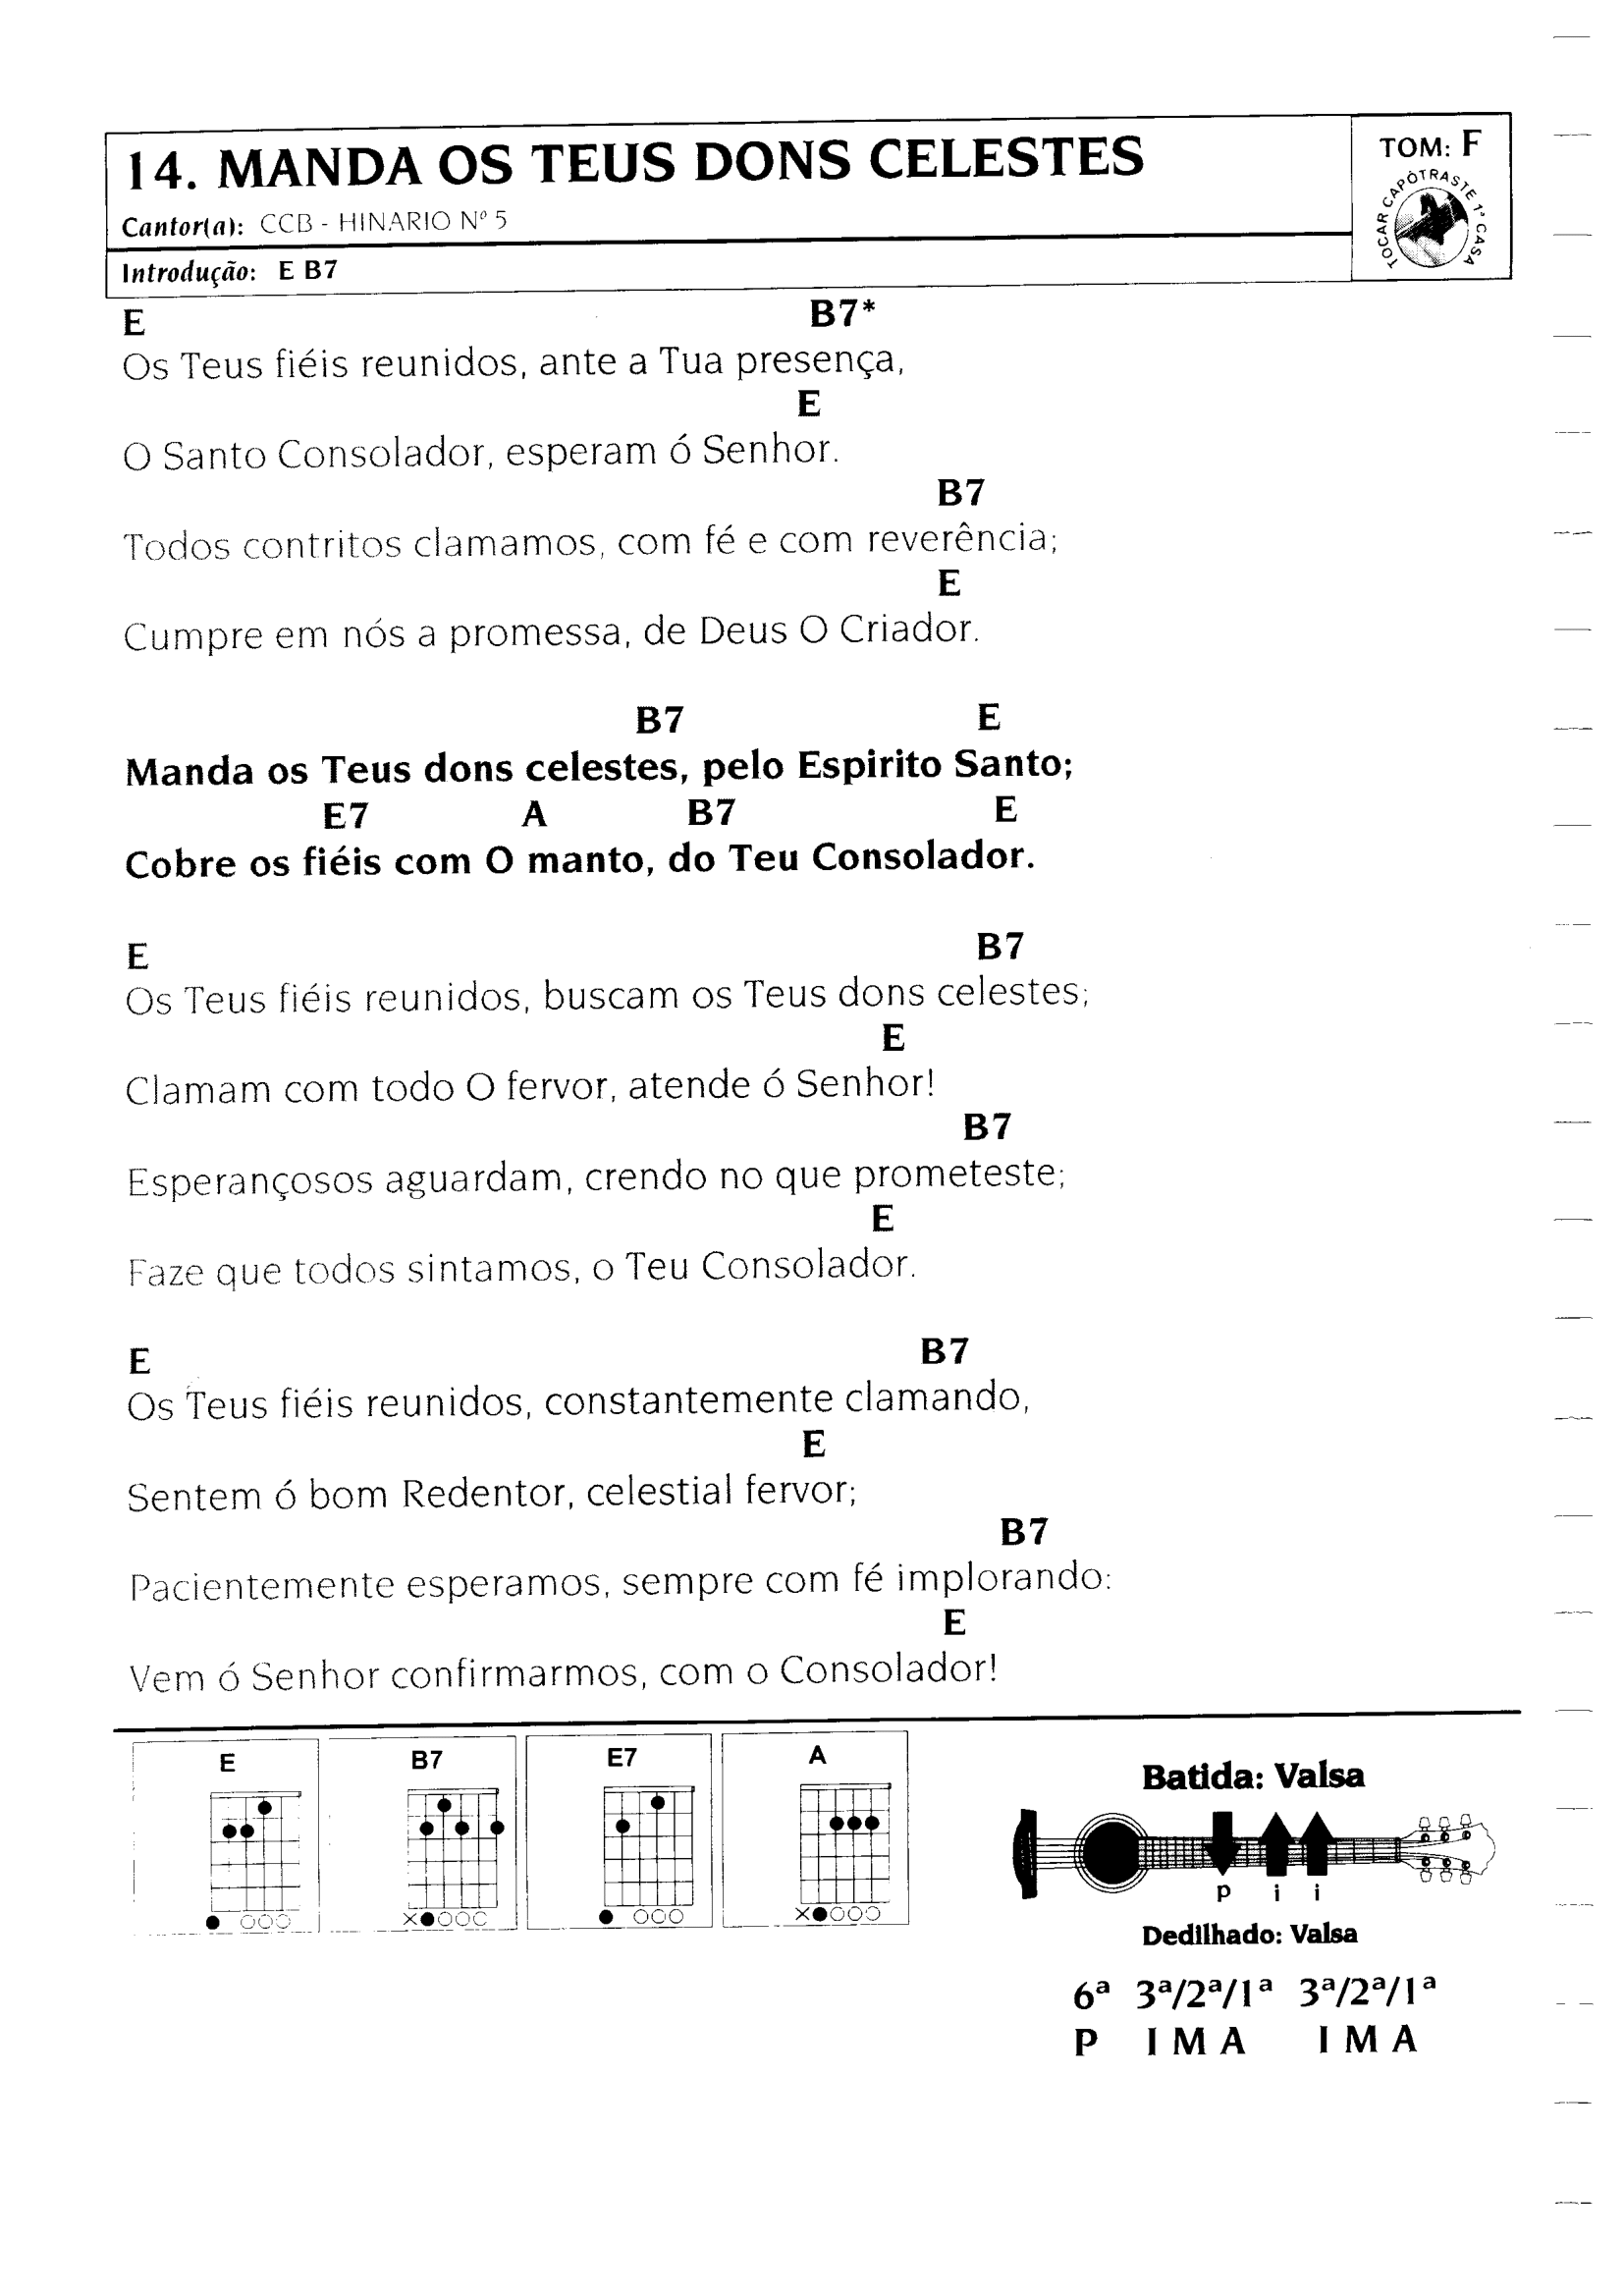 14. MANDA OS TEUS DONS CELESTES
Cantor(a): CCB - HINARIO Nº 5
Introdução: E B7
TOM: F
TOCAR CAPÔTRASTE 1ª CASA
E B7*
Os Teus fiéis reunidos, ante a Tua presença,
E
O Santo Consolador, esperam ó Senhor.
B7
Todos contritos clamamos, com fé e com reverência;
E
Cumpre em nós a promessa, de Deus O Criador.
B7 E
Manda os Teus dons celestes, pelo Espirito Santo;
E7 A B7 E
Cobre os fiéis com O manto, do Teu Consolador.
E B7
Os Teus fiéis reunidos, buscam os Teus dons celestes;
E
Clamam com todo O fervor, atende ó Senhor!
B7
Esperançosos aguardam, crendo no que prometeste;
E
Faze que todos sintamos, o Teu Consolador.
E B7
Os Teus fiéis reunidos, constantemente clamando,
E
Sentem ó bom Redentor, celestial fervor;
B7
Pacientemente esperamos, sempre com fé implorando:
E
Vem ó Senhor confirmarmos, com o Consolador!
E B7 E7 A
Batida: Valsa
p i i
Dedilhado: Valsa
6ª 3ª/2ª/1ª 3ª/2ª/1ª
P I M A I M A